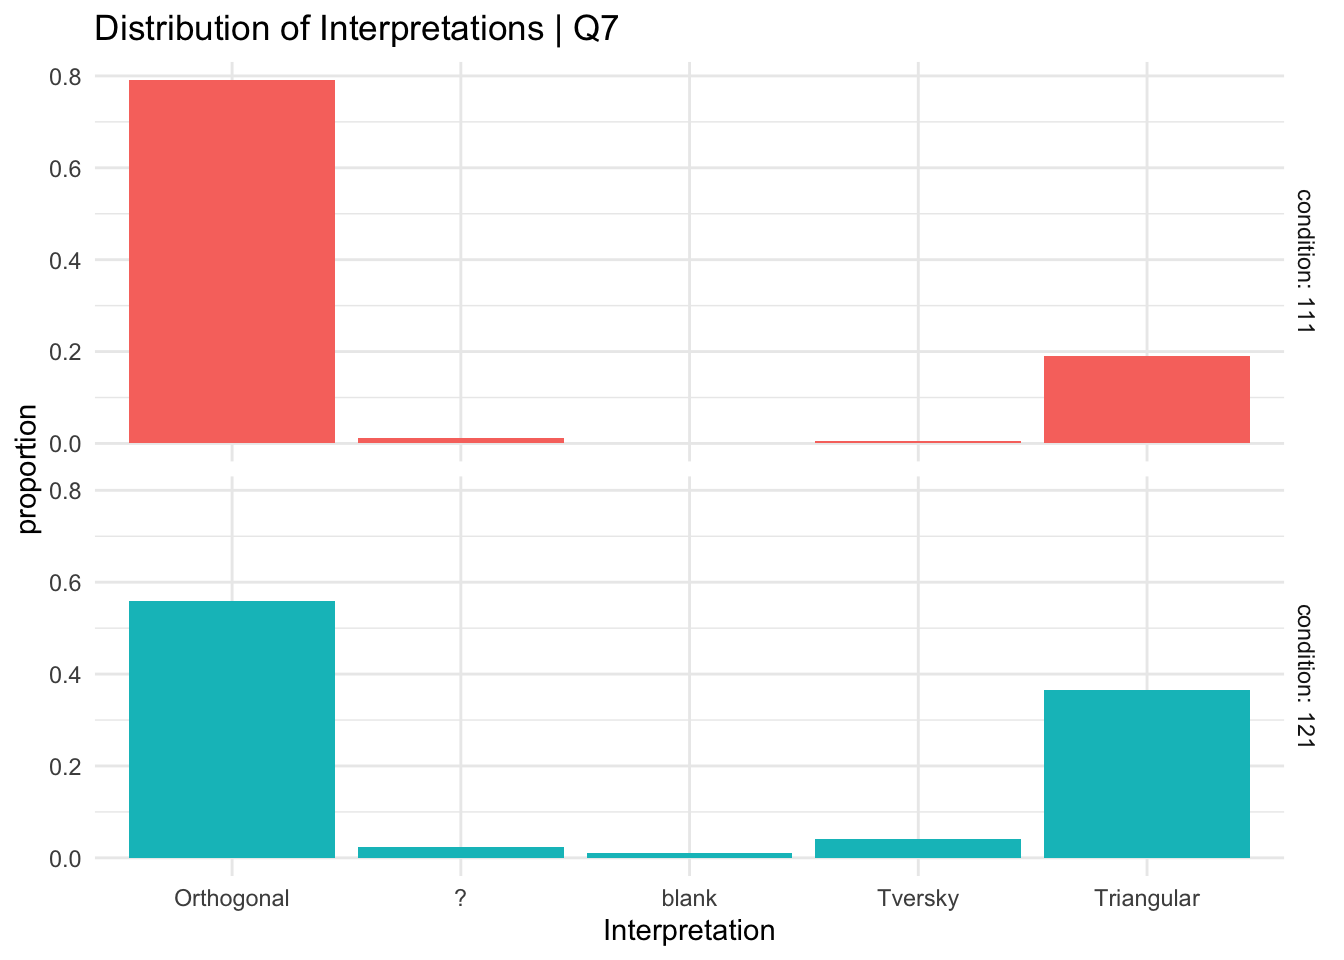 Distribution of Interpretations | Q7
proportion
0.8
0.6
0.4
0.2
0.0
condition: 111
0.8
0.6
0.4
0.2
0.0
condition: 121
Orthogonal ? blank Tversky Triangular
Interpretation